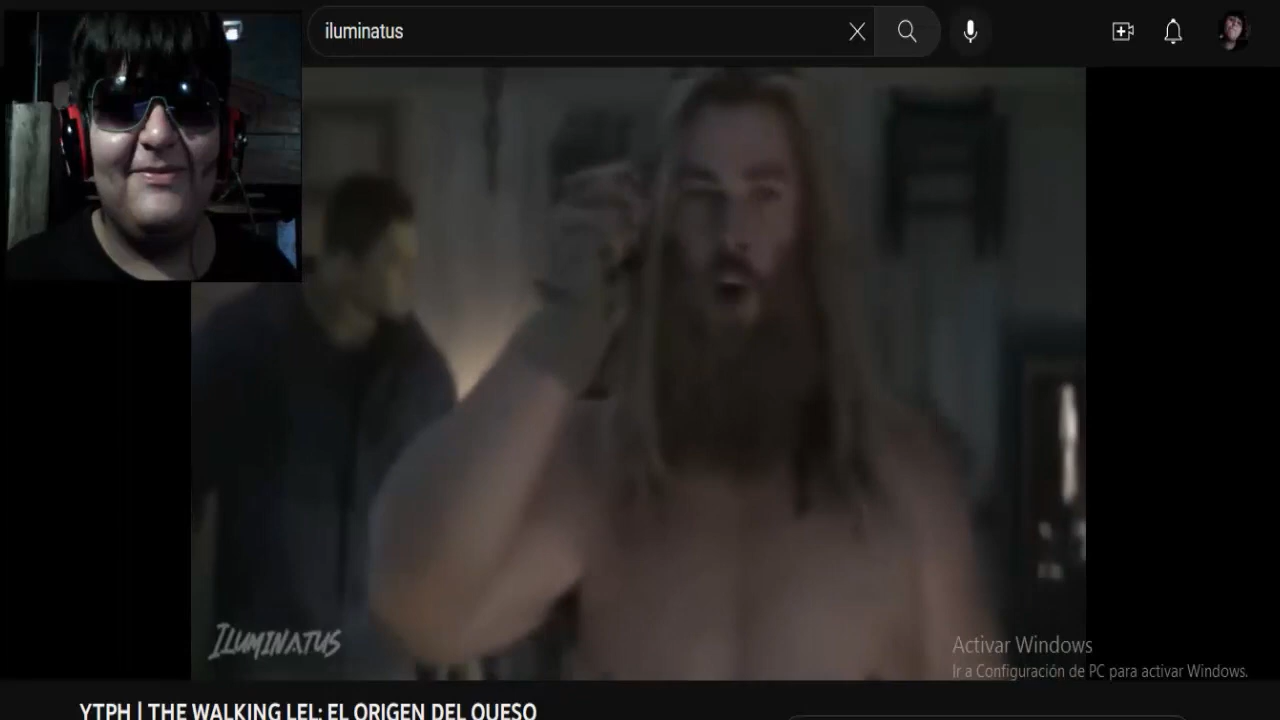 iluminatus
ILUMINATUS
Activar Windows
Ir a Configuración de PC para activar Windows.
YTPH | THE WALKING LEL: EL ORIGEN DEL QUESO